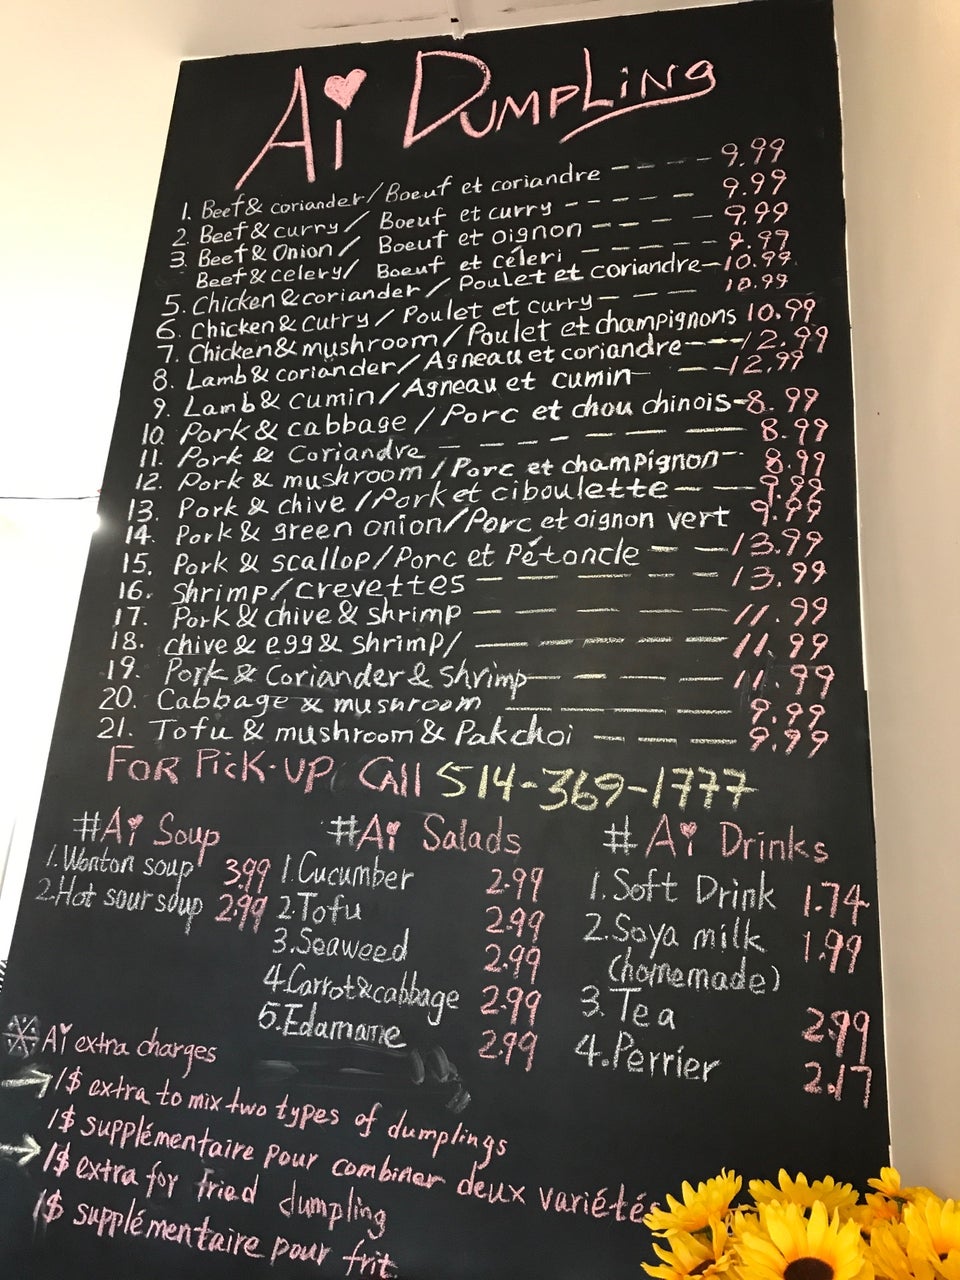 Ai Dumpling
1. Beef & coriander/Boeuf et coriandre ---- 9.99
2. Beef & curry/ Boeuf et curry ----- 9.99
3. Beef & Onion/ Boeuf et oignon -- -- 9.99
Beef & celery/ Boeuf et céleri ------ 9.99
5. Chicken & coriander / Poulet et coriandre-10.99
6. Chicken & curry / Poulet et curry-- -- 10.99
7. Chicken & mushroom / Poulet et champignons 10.99
8. Lamb & coriander / Agneau et coriandre---12.99
9. Lamb & cumin / Agneau et cumin- --12.99
10. Pork & cabbage / Porc et chou chinois-8.99
11. Pork & Coriandre -------- 8.99
12. Pork & mushroom / Porc et champignon-- 8.99
13. Pork & chive / Pork et ciboulette---9.99
14. Pork & green onion/Porc et oignon vert 9.99
15. Pork & scallop/Porc et Pétoncle -- -13.99
16. Shrimp/crevettes ------ 13.99
17. Pork & chive & shrimp ------ 11.99
18. chive & egg & shrimp/ ------ 11.99
19. Pork & Coriander & Shrimp----- 11.99
20. Cabbage & mushroom ---- 9.99
21. Tofu & mushroom & Pakchoi ---- 9.99
FOR PICK-UP, Call 514-369-1777
#Ai Soup
1. Wonton soup 3.99
2. Hot sour soup 2.99
#Ai Salads
1. Cucumber 2.99
2. Tofu 2.99
3. Seaweed 2.99
4. Carrot & cabbage 2.99
5. Edamame 2.99
# Ai Drinks
1. Soft Drink 1.74
2. Soya milk 1.99
(homemade)
3. Tea 2.99
4. Perrier 2.17
Ai extra charges
→ 1$ extra to mix two types of dumplings
1$ supplémentaire pour combiner deux variétés
→ 1$ extra for fried dumpling
1$ supplémentaire pour frit.